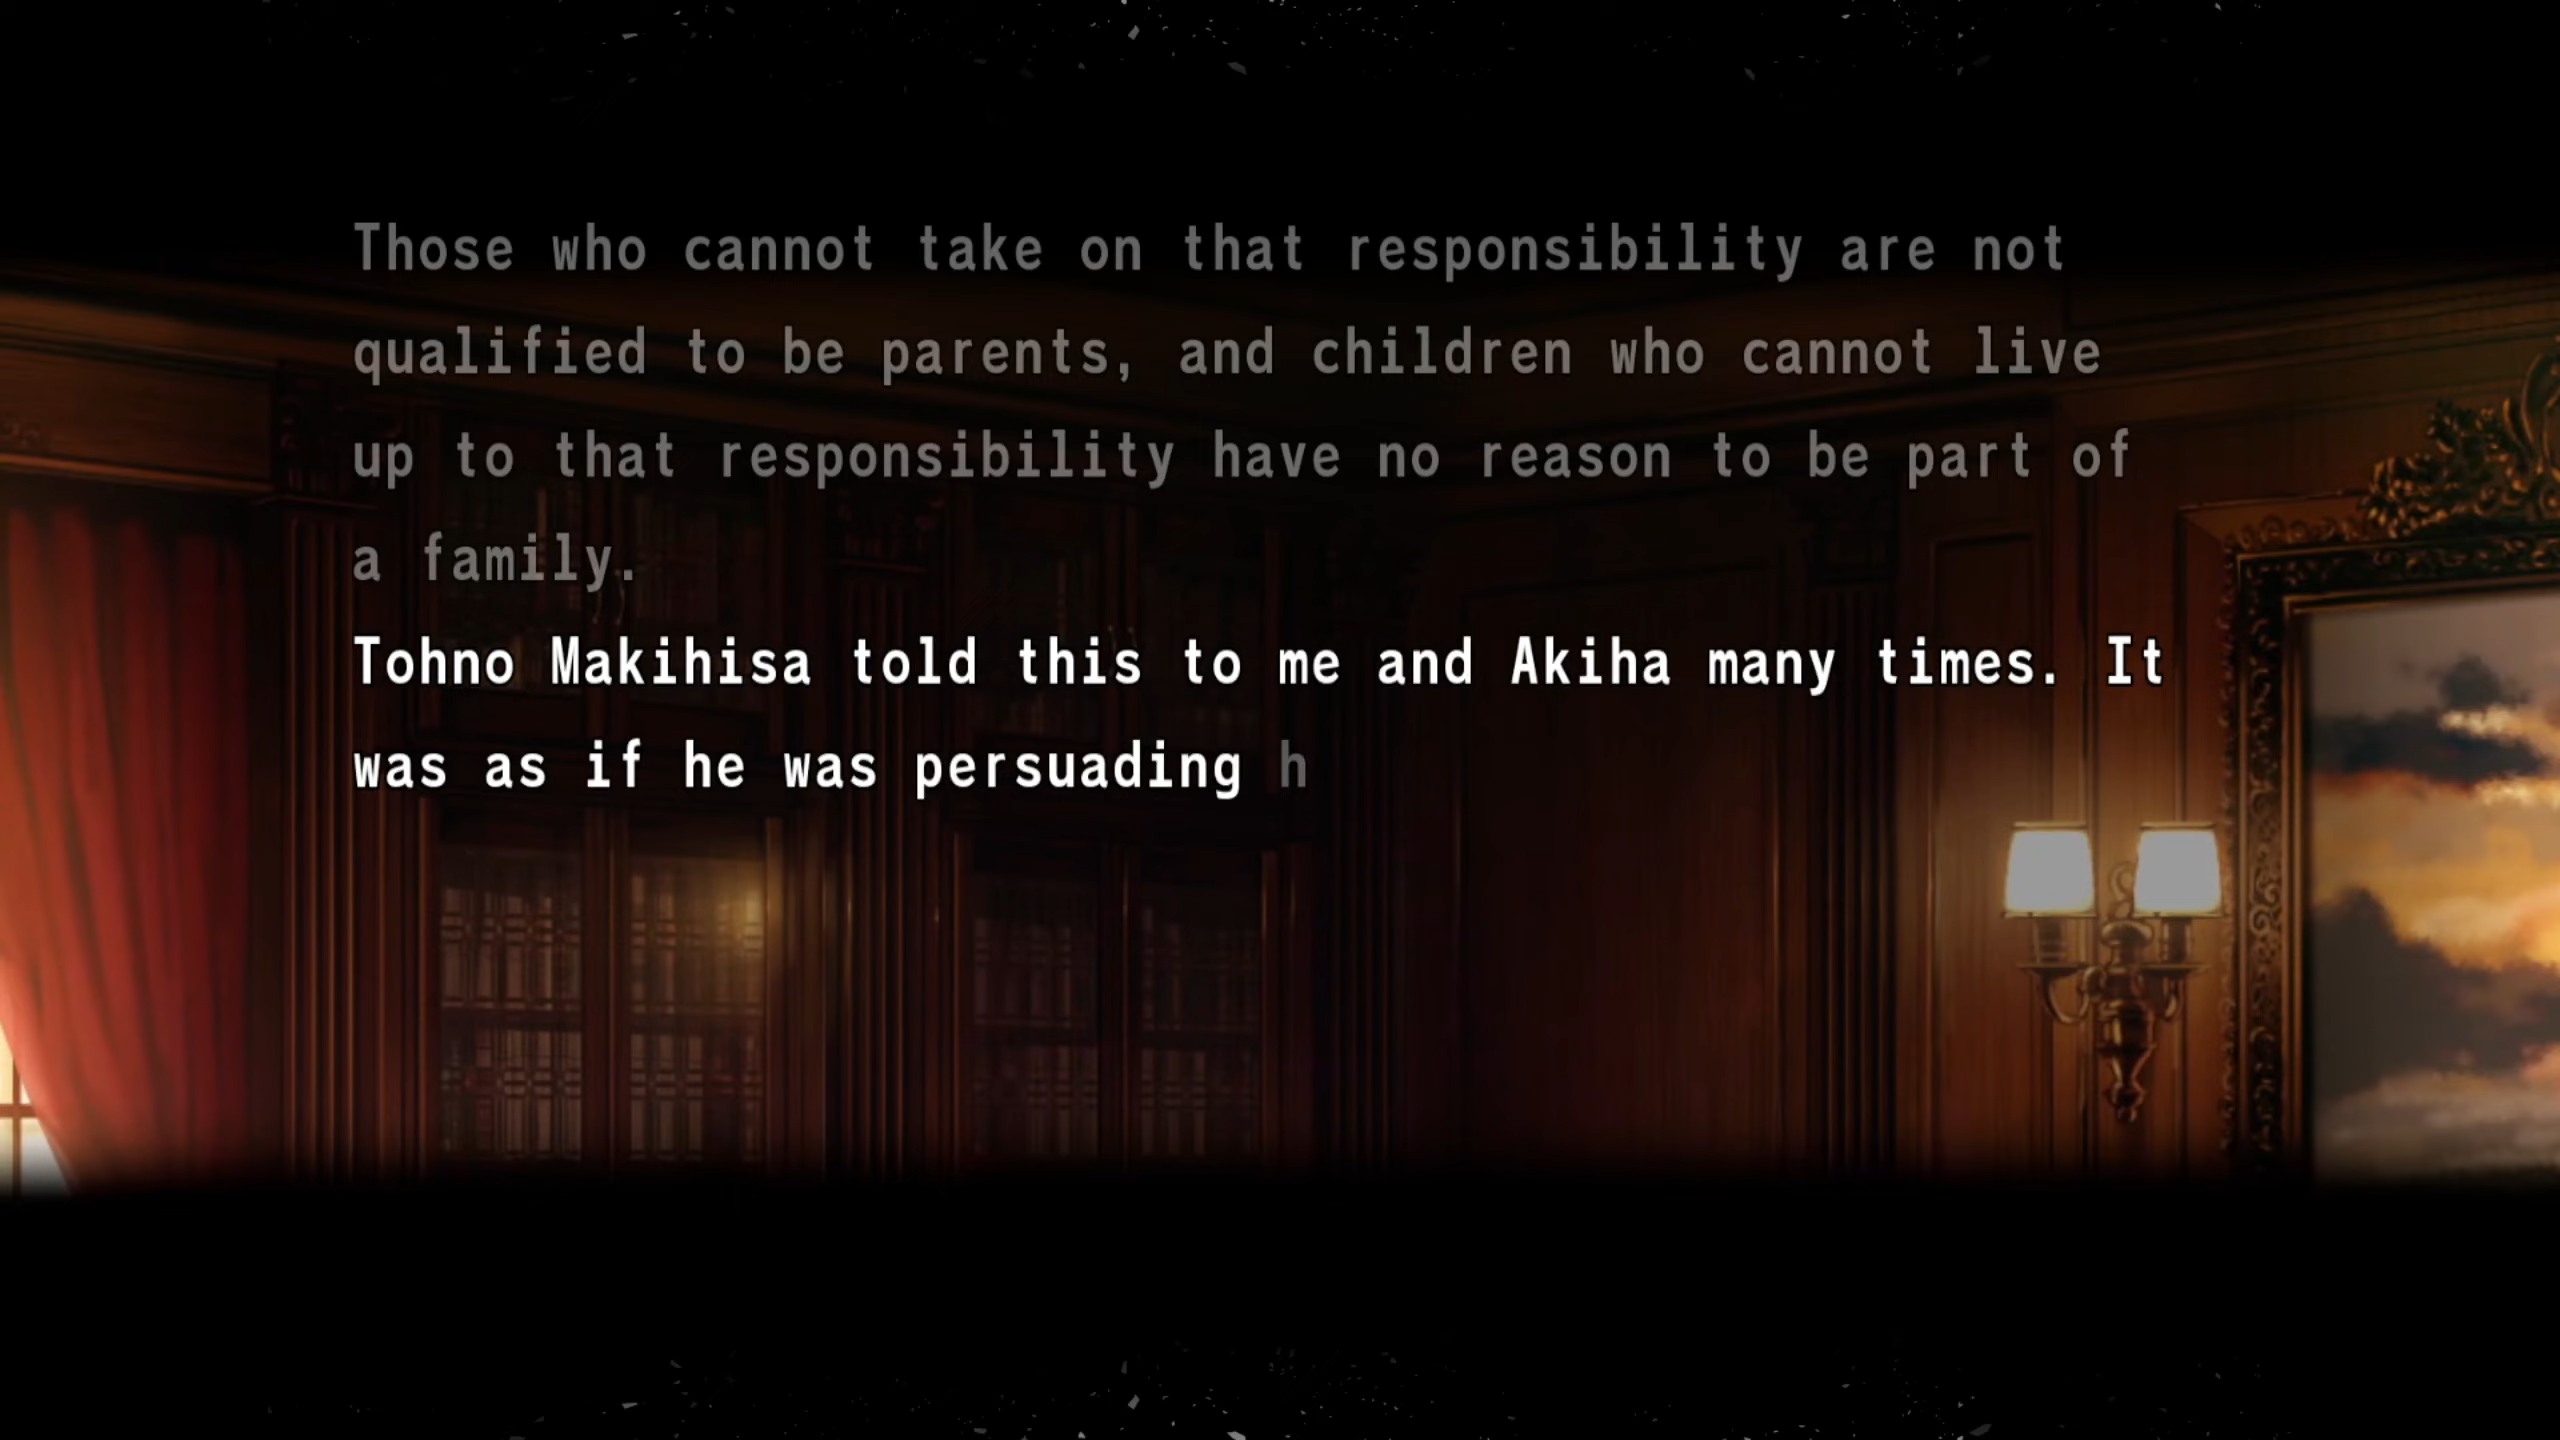 Those who cannot take on that responsibility are not
qualified to be parents, and children who cannot live
up to that responsibility have no reason to be part of
a family.
Tohno Makihisa told this to me and Akiha many times. It
was as if he was persuading h